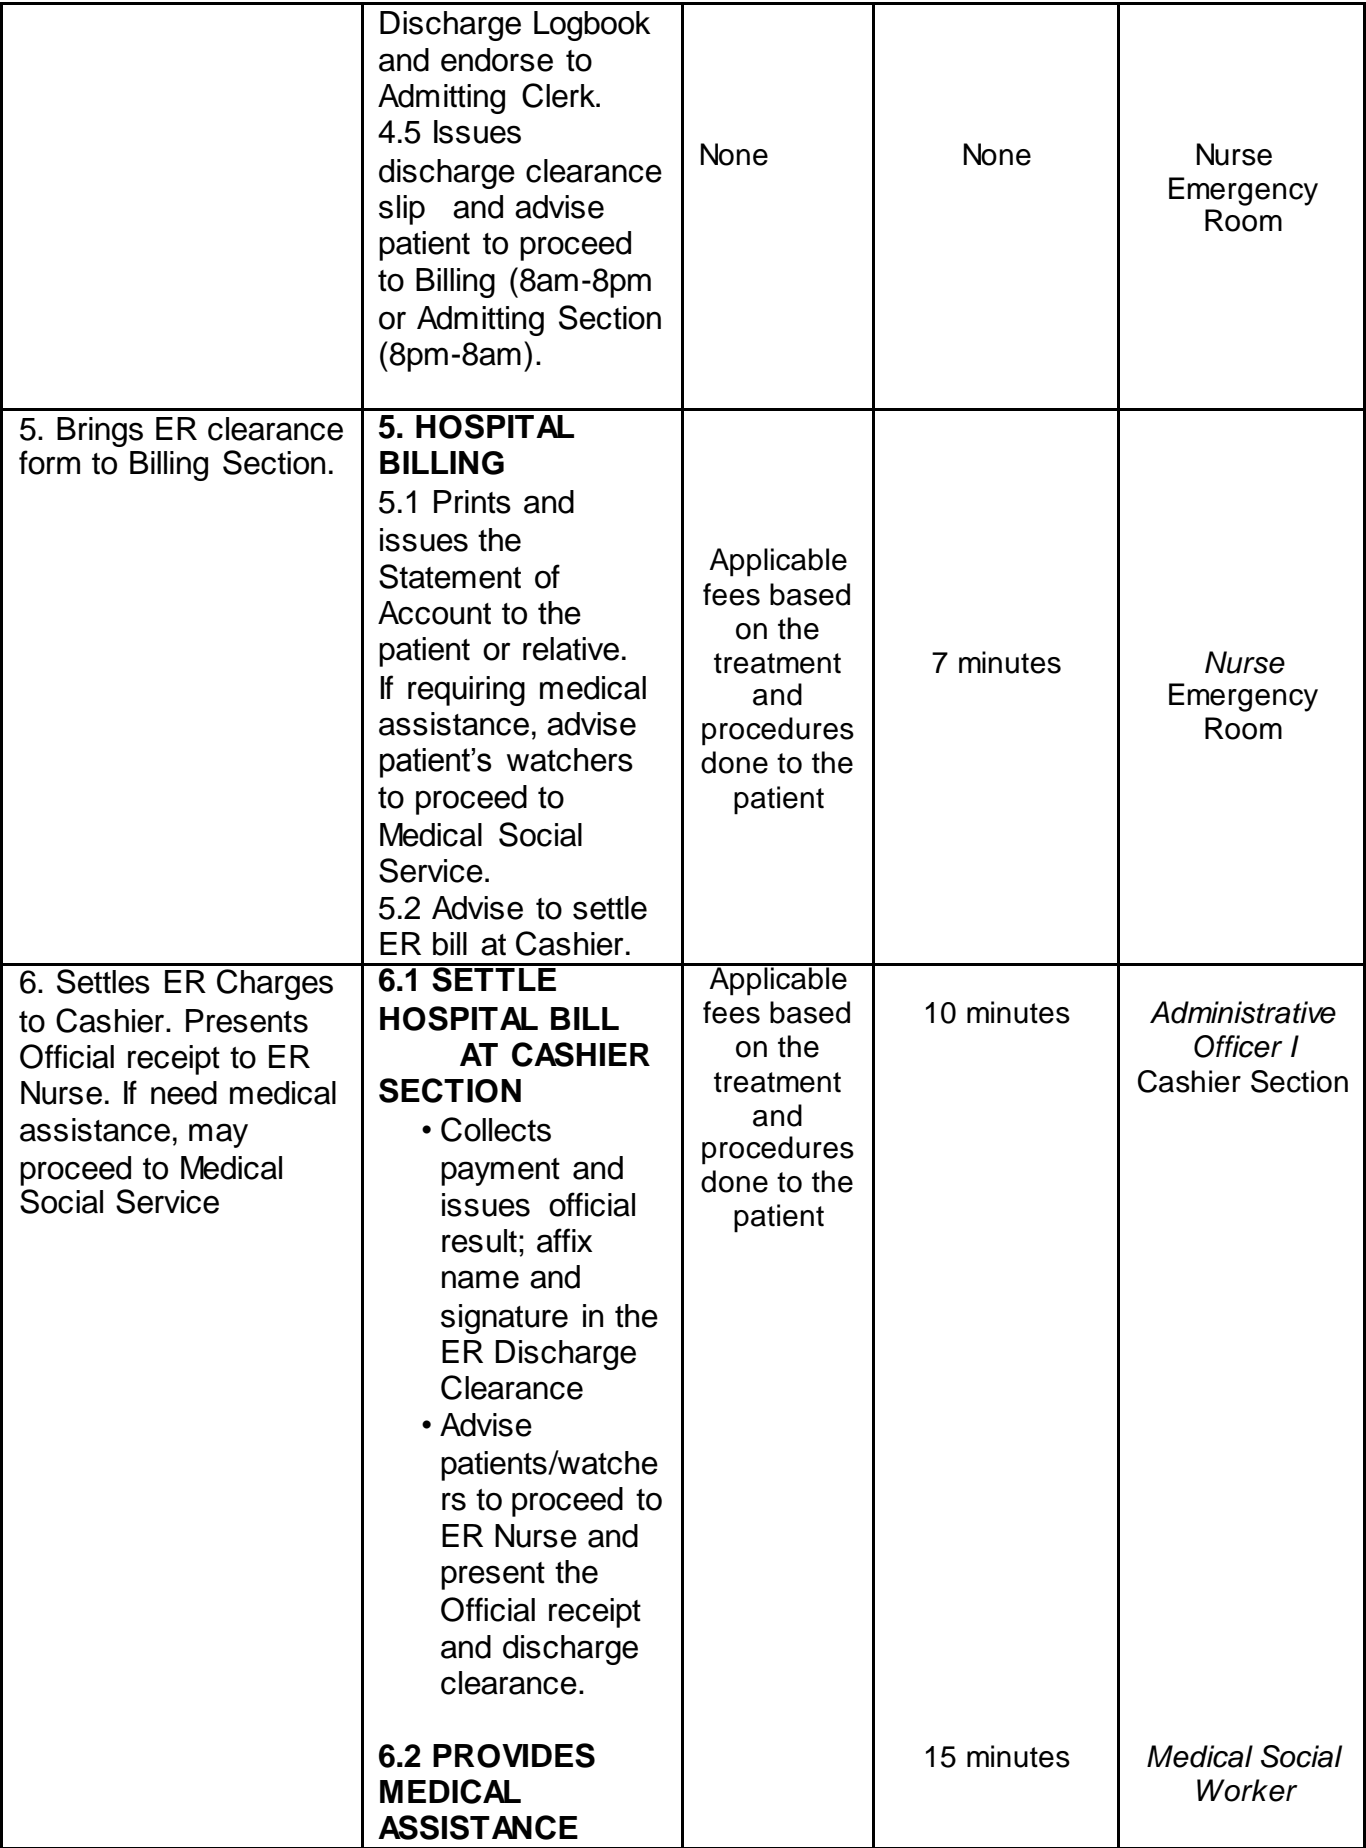 Discharge Logbook
and endorse to
Admitting Clerk.
4.5 Issues
discharge clearance
slip and advise
patient to proceed
to Billing (8am-8pm
or Admitting Section
(8pm-8am).
None
None
Nurse
Emergency
Room
5. Brings ER clearance
form to Billing Section.
5. HOSPITAL
BILLING
5.1 Prints and
issues the
Statement of
Account to the
patient or relative.
If requiring medical
assistance, advise
patient’s watchers
to proceed to
Medical Social
Service.
5.2 Advise to settle
ER bill at Cashier.
Applicable
fees based
on the
treatment
and
procedures
done to the
patient
7 minutes
Nurse
Emergency
Room
6. Settles ER Charges
to Cashier. Presents
Official receipt to ER
Nurse. If need medical
assistance, may
proceed to Medical
Social Service
6.1 SETTLE
HOSPITAL BILL
AT CASHIER
SECTION
• Collects
payment and
issues official
result; affix
name and
signature in the
ER Discharge
Clearance
• Advise
patients/watche
rs to proceed to
ER Nurse and
present the
Official receipt
and discharge
clearance.
Applicable
fees based
on the
treatment
and
procedures
done to the
patient
10 minutes
Administrative
Officer I
Cashier Section
6.2 PROVIDES
MEDICAL
ASSISTANCE
15 minutes
Medical Social
Worker